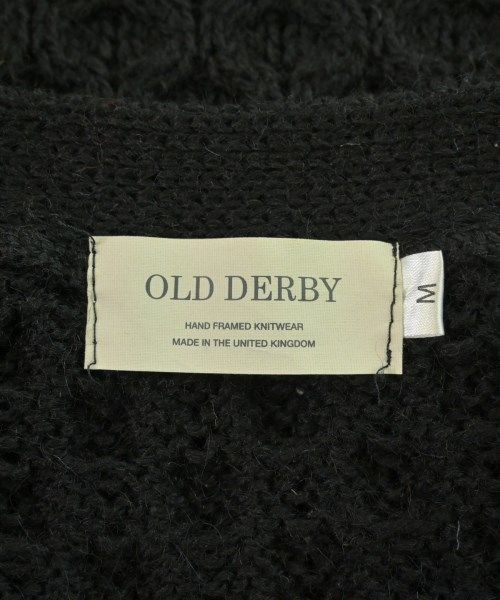 OLD DERBY
HAND FRAMED KNITWEAR
MADE IN THE UNITED KINGDOM
M